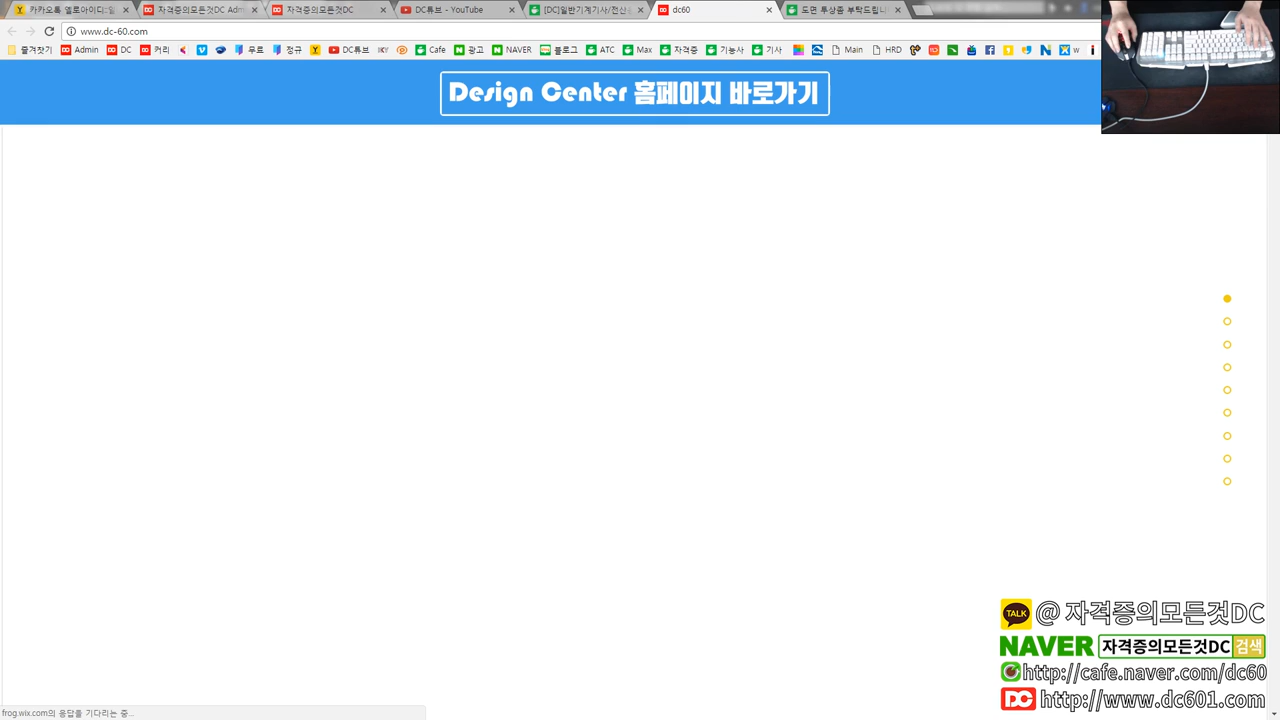 카카오톡 옐로아이디:일
자격증의모든것DC Adm
자격증의모든것DC
DC튜브 - YouTube
[DC]일반기계기사/전산응
dc60
도면 투상좀 부탁드립니
www.dc-60.com
즐겨찾기
Admin
DC
커리
무료
정규
DC튜브
Cafe
광고
NAVER
블로그
ATC
Max
자격증
기능사
기사
Main
HRD
w
Design Center 홈페이지 바로가기
TALK @ 자격증의모든것DC
NAVER 자격증의모든것DC 검색
http://cafe.naver.com/dc60
DC http://www.dc601.com
frog.wix.com의 응답을 기다리는 중...